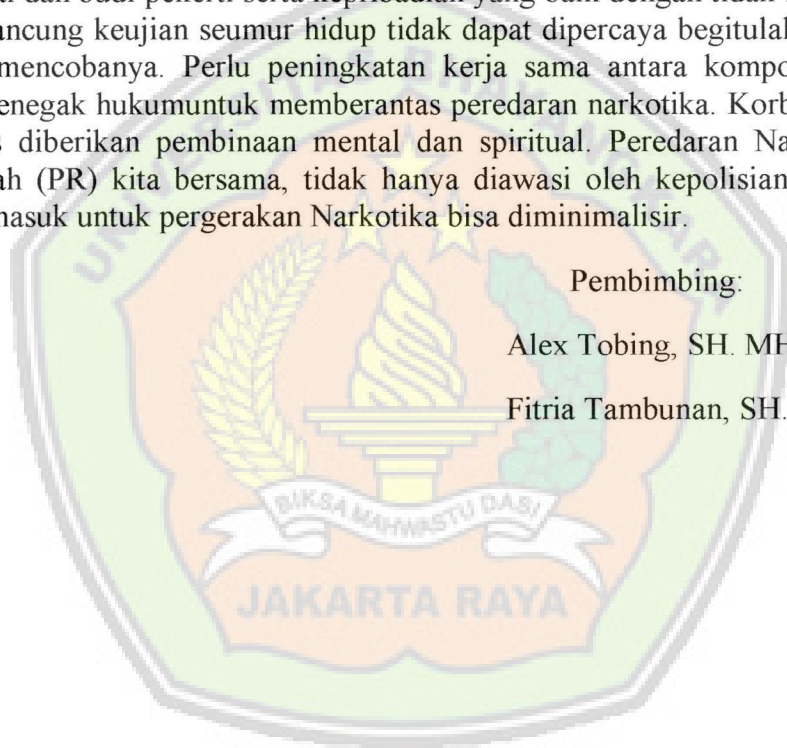 dan budi pekerti serta kepribadian yang baik dengan tidak
ancung keujian seumur hidup tidak dapat dipercaya begitulah
mencobanya. Perlu peningkatan kerja sama antara kompo
enegak hukumuntuk memberantas peredaran narkotika. Korb
s diberikan pembinaan mental dan spiritual. Peredaran Na
ah (PR) kita bersama, tidak hanya diawasi oleh kepolisian
masuk untuk pergerakan Narkotika bisa diminimalisir.
Pembimbing:
Alex Tobing, SH. MH
Fitria Tambunan, SH.
UNIVERSITAS BHAYANGKARA
BIKSA MAHWASTU DASI
JAKARTA RAYA